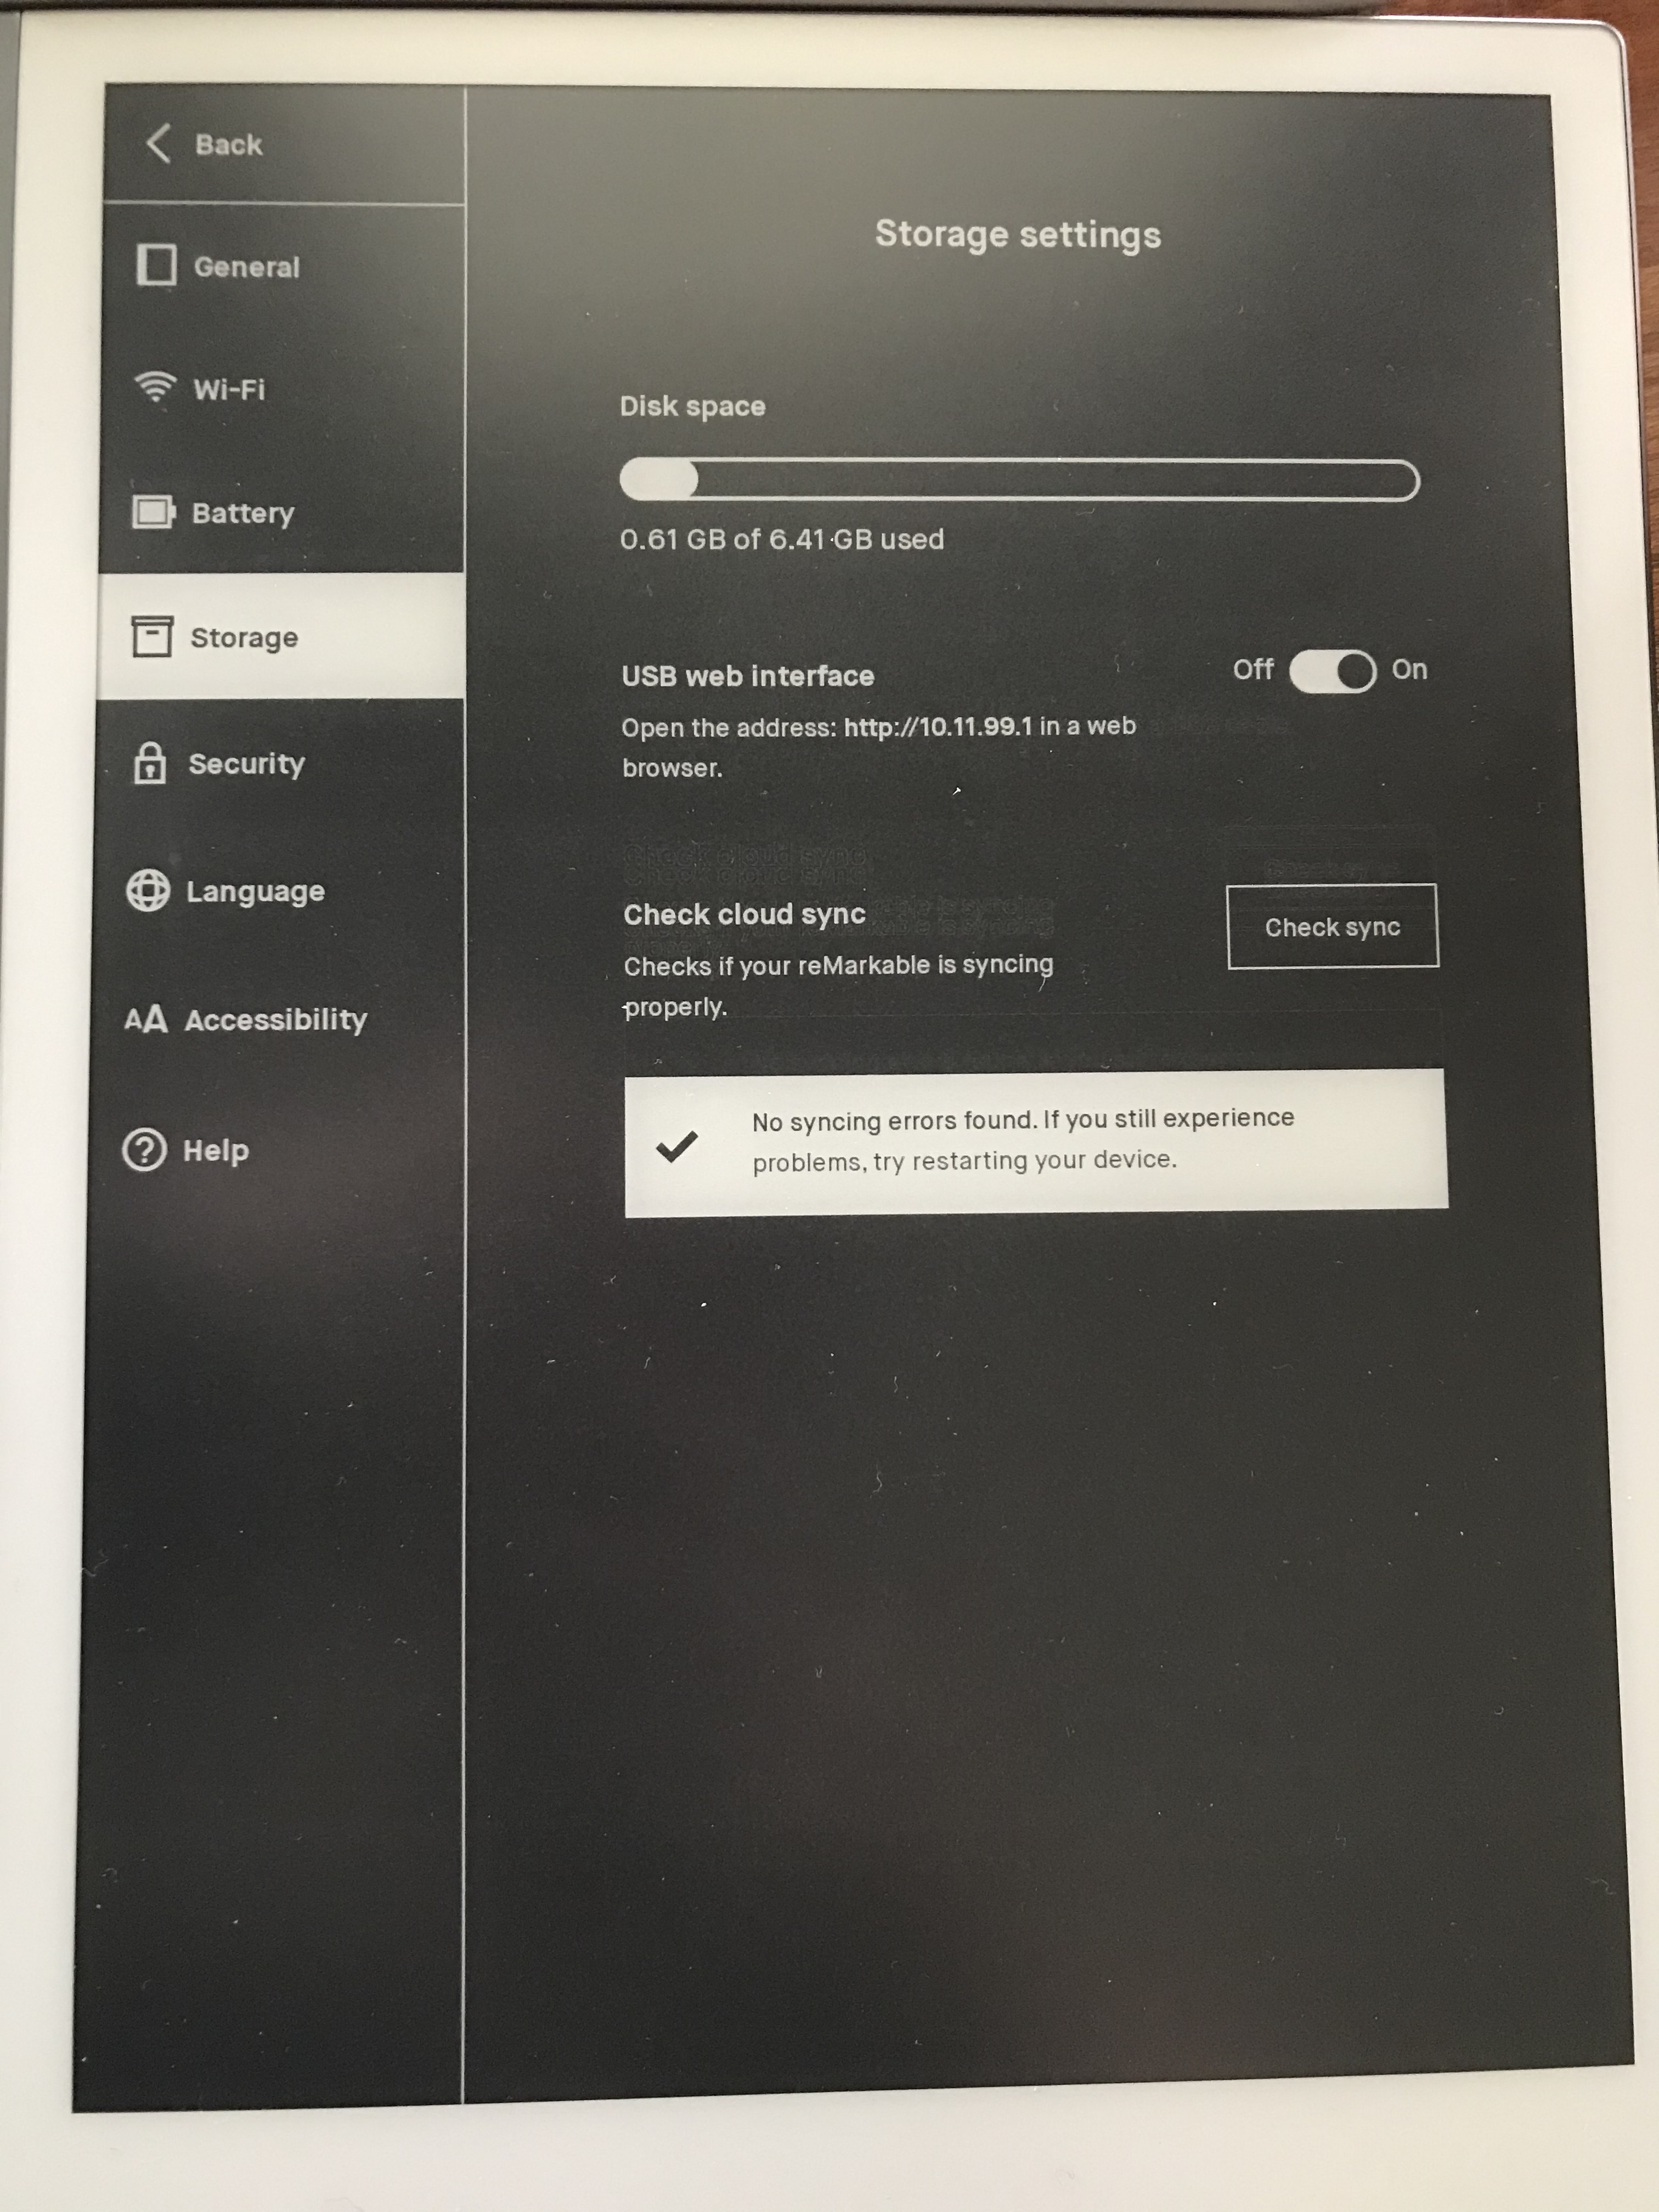 Back
General
Wi-Fi
Battery
Storage
Security
Language
AA Accessibility
Help
Storage settings
Disk space
0.61 GB of 6.41 GB used
USB web interface
Off On
Open the address: http://10.11.99.1 in a web
browser.
Check cloud sync
Check sync
Checks if your reMarkable is syncing
properly.
No syncing errors found. If you still experience
problems, try restarting your device.